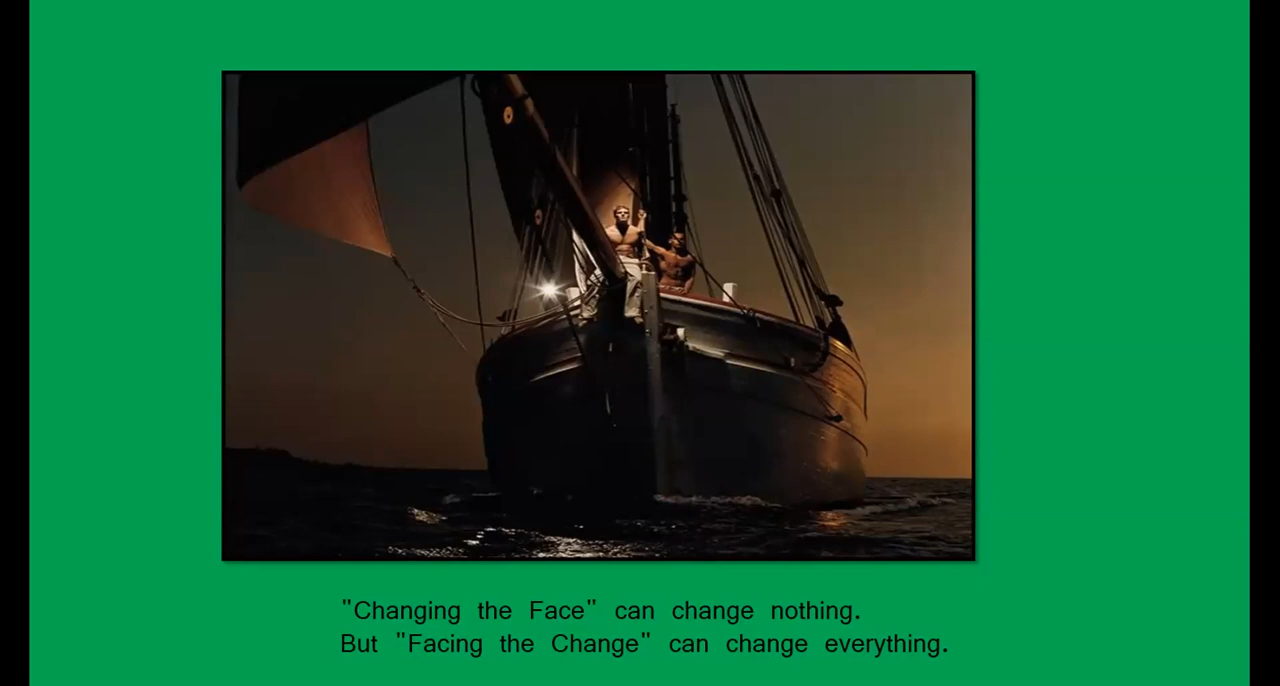 "Changing the Face" can change nothing.
But "Facing the Change" can change everything.